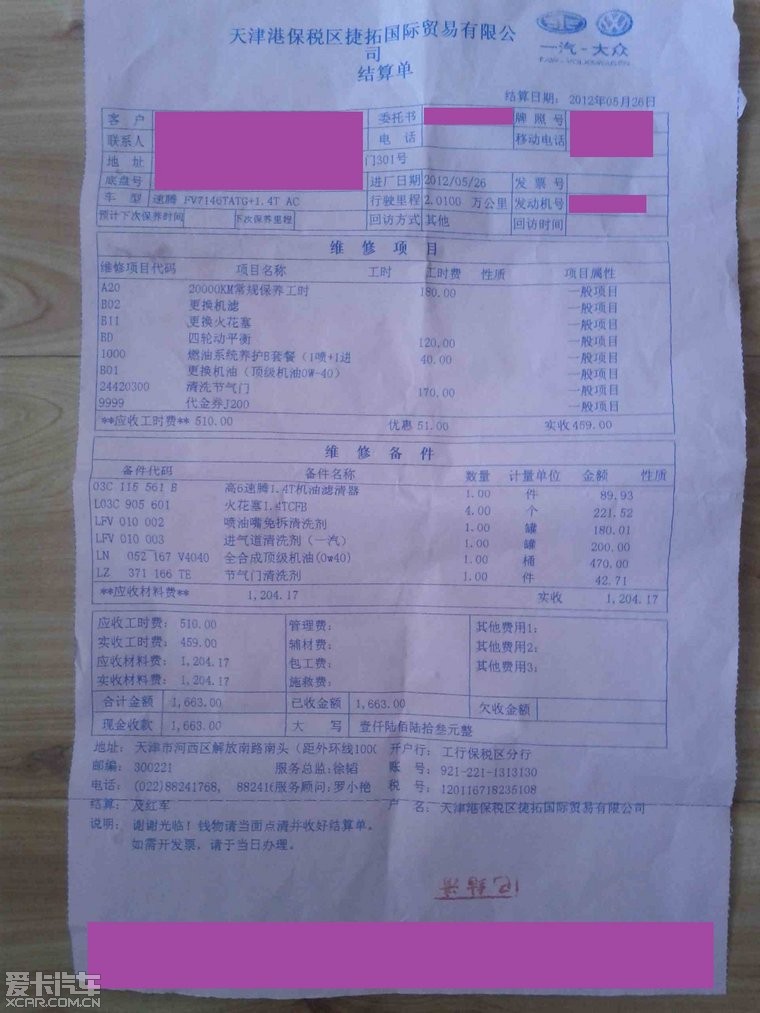 天津港保税区捷拓国际贸易有限公
司
结算单
一汽-大众
FAW-VOLKSWAGEN
结算日期: 2012年05月26日
客 户 委托书 牌 照 号
联系人 电 话 移动电话
地 址 门301号
底盘号 进厂日期 2012/05/26 发 票 号
车 型 速腾 FV7146TATG+1.4T AC 行驶里程 2.0100 万公里 发动机号
预计下次保养时间 下次保养里程 回访方式 其他 回访时间
维 修 项 目
维修项目代码 项目名称 工时 工时费 性质 项目属性
A20 20000KM常规保养工时 180.00 一般项目
B02 更换机滤 一般项目
B11 更换火花塞 一般项目
BD 四轮动平衡 120.00 一般项目
1000 燃油系统养护B套餐（1喷+1进 40.00 一般项目
B01 更换机油（顶级机油0W-40） 一般项目
24420300 清洗节气门 170.00 一般项目
9999 代金券J200 一般项目
**应收工时费** 510.00 优惠 51.00 实收 459.00
维 修 备 件
备件代码 备件名称 数量 计量单位 金额 性质
03C 115 561 B 高6速腾1.4T机油滤清器 1.00 件 89.93
L03C 905 601 火花塞1.4TCFB 4.00 个 221.52
LFV 010 002 喷油嘴免拆清洗剂 1.00 罐 180.01
LFV 010 003 进气道清洗剂（一汽） 1.00 罐 200.00
LN 052 167 V4040 全合成顶级机油(0w40) 1.00 桶 470.00
LZ 371 166 TE 节气门清洗剂 1.00 件 42.71
**应收材料费** 1,204.17 实收 1,204.17
应收工时费: 510.00 管理费: 其他费用1:
实收工时费: 459.00 辅材费: 其他费用2:
应收材料费: 1,204.17 包工费: 其他费用3:
实收材料费: 1,204.17 施救费:
合计金额 1,663.00 已收金额 1,663.00 欠收金额
现金收款 1,663.00 大 写 壹仟陆佰陆拾叁元整
地址: 天津市河西区解放南路南头（距外环线1000 开户行: 工行保税区分行
邮编: 300221 服务总监:徐韬 账 号: 921-221-1313130
电话: (022)88241768, 882416服务顾问:罗小艳 税 号: 120116718235108
结算: 及红军 户 名: 天津港保税区捷拓国际贸易有限公司
说明: 谢谢光临！钱物请当面点清并收好结算单。
如需开发票，请于当日办理。
已结清
爱卡汽车
XCAR.COM.CN